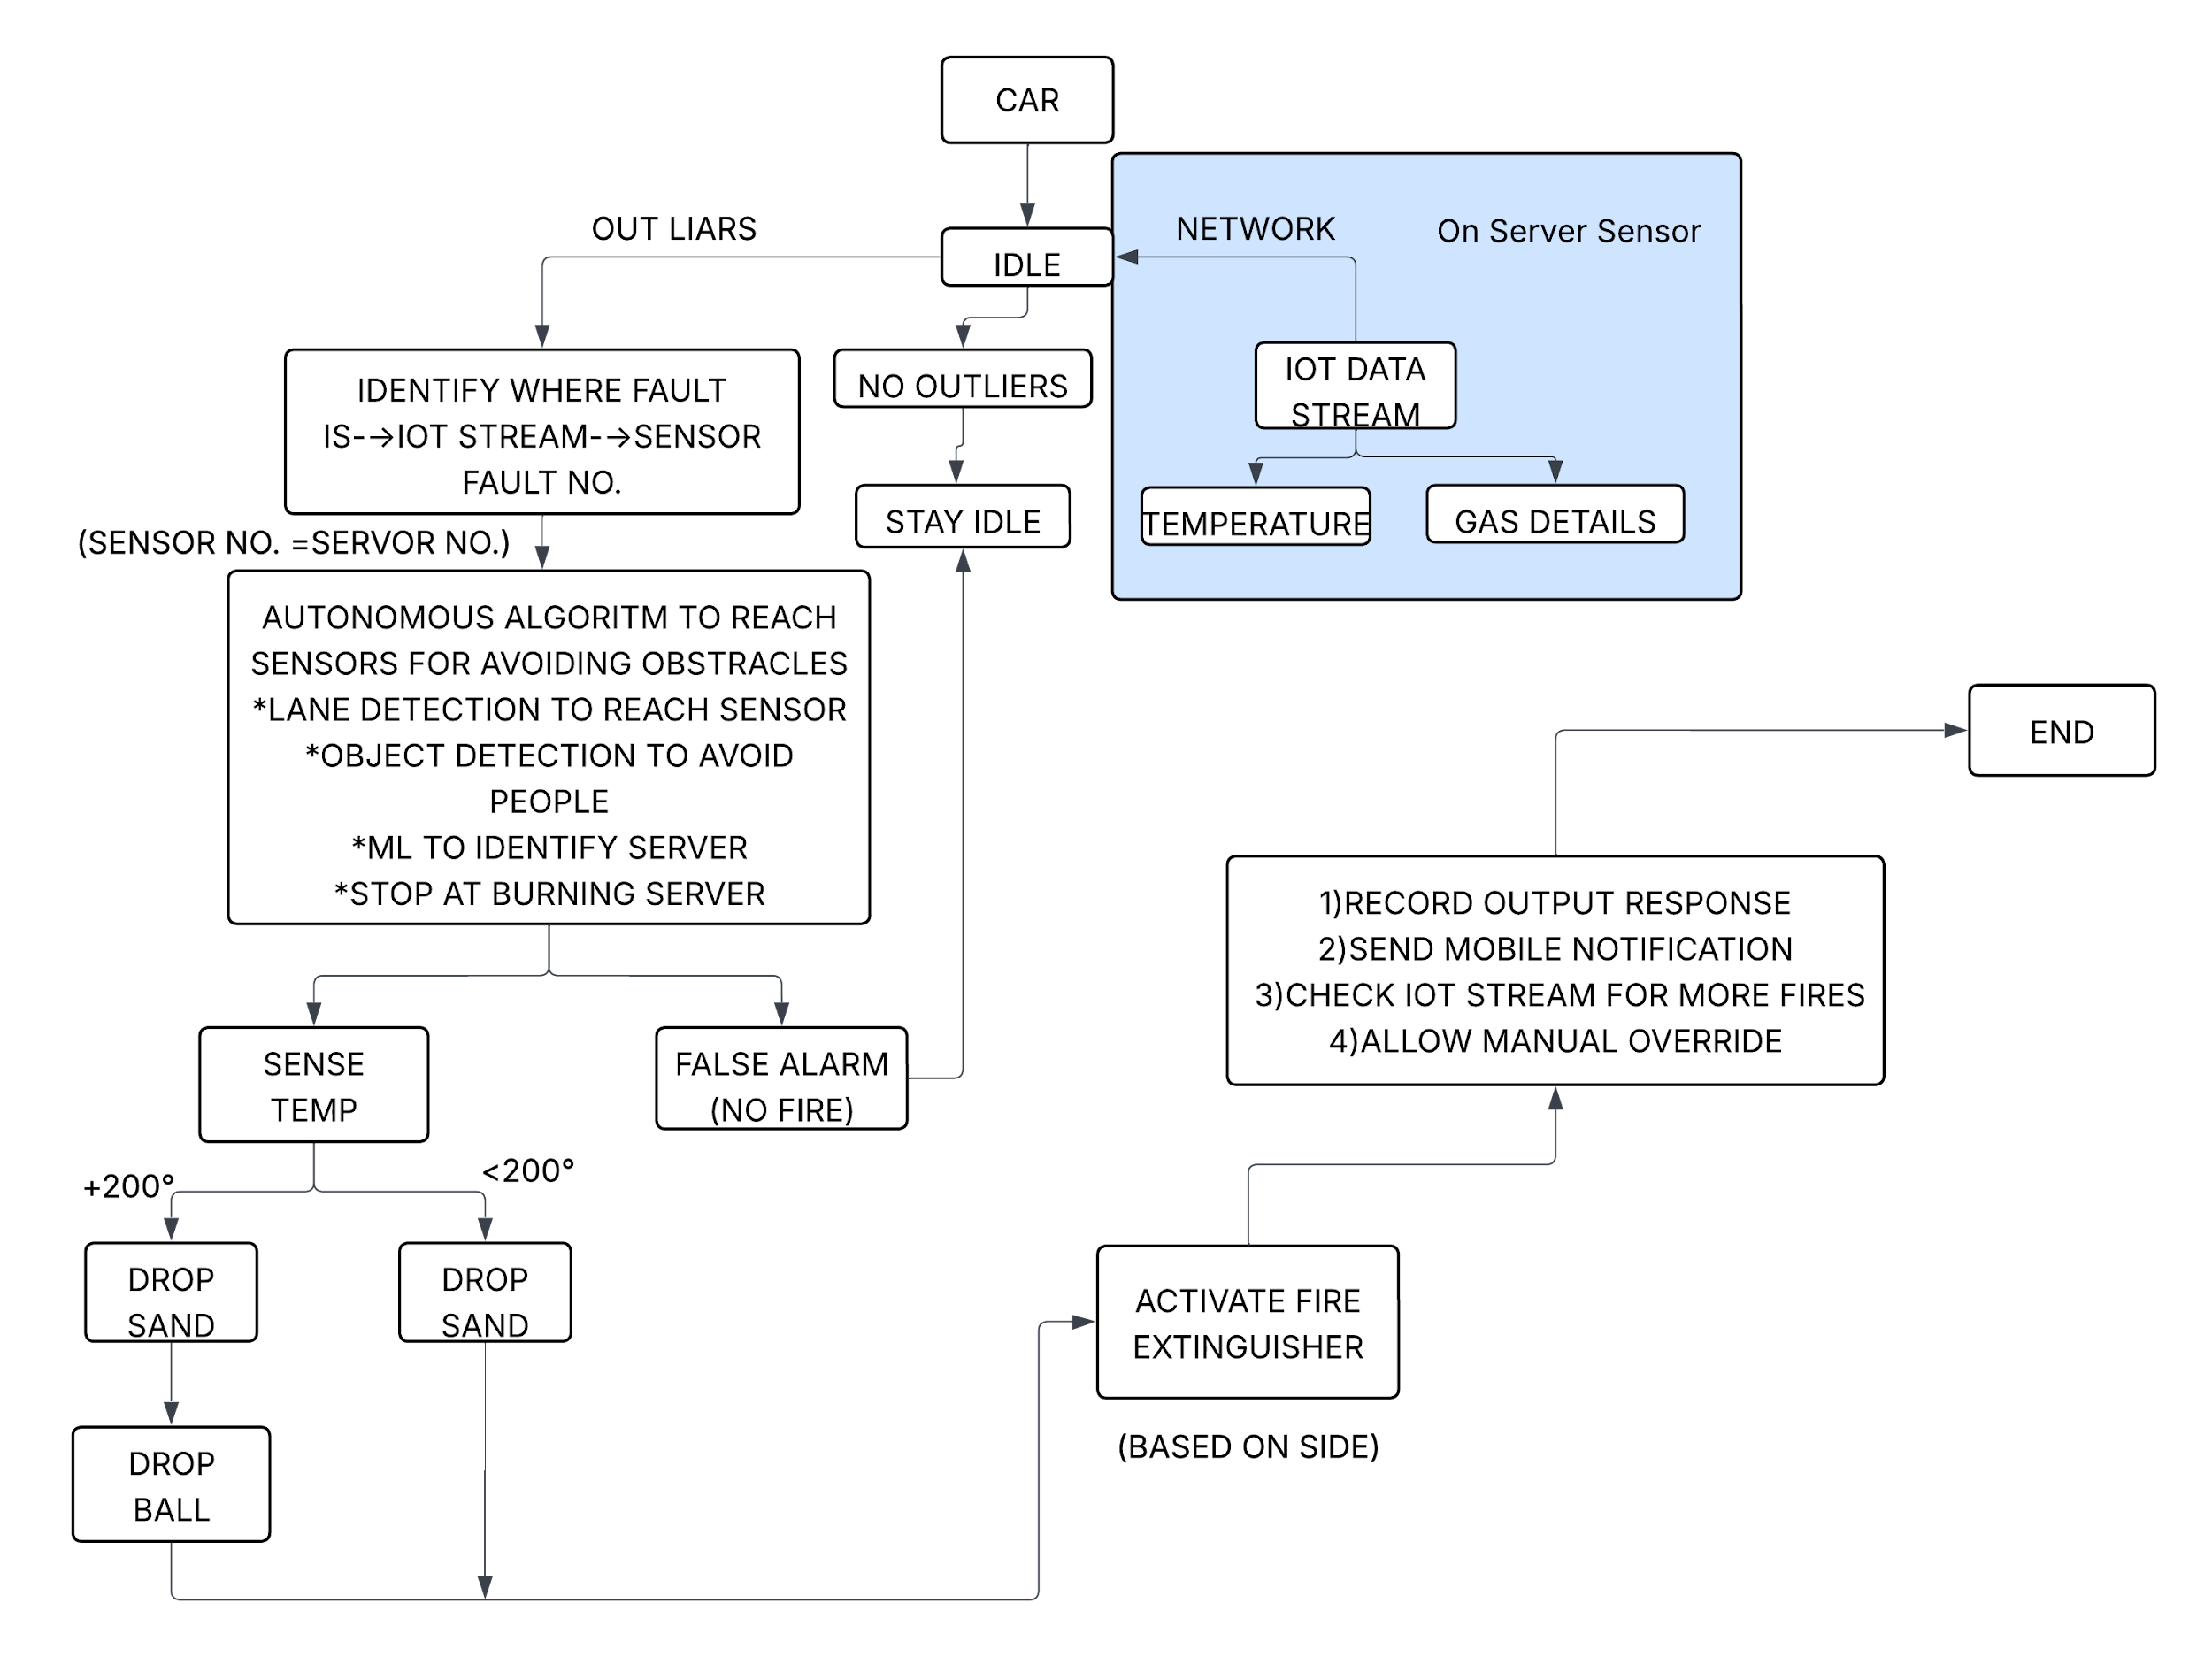 CAR
OUT LIARS
IDLE
NETWORK
On Server Sensor
IDENTIFY WHERE FAULT
IS-→IOT STREAM-→SENSOR
FAULT NO.
NO OUTLIERS
IOT DATA
STREAM
STAY IDLE
TEMPERATURE
GAS DETAILS
(SENSOR NO. =SERVOR NO.)
AUTONOMOUS ALGORITM TO REACH
SENSORS FOR AVOIDING OBSTRACLES
*LANE DETECTION TO REACH SENSOR
*OBJECT DETECTION TO AVOID
PEOPLE
*ML TO IDENTIFY SERVER
*STOP AT BURNING SERVER
END
1)RECORD OUTPUT RESPONSE
2)SEND MOBILE NOTIFICATION
3)CHECK IOT STREAM FOR MORE FIRES
4)ALLOW MANUAL OVERRIDE
SENSE
TEMP
FALSE ALARM
(NO FIRE)
+200°
<200°
DROP
SAND
DROP
SAND
ACTIVATE FIRE
EXTINGUISHER
(BASED ON SIDE)
DROP
BALL